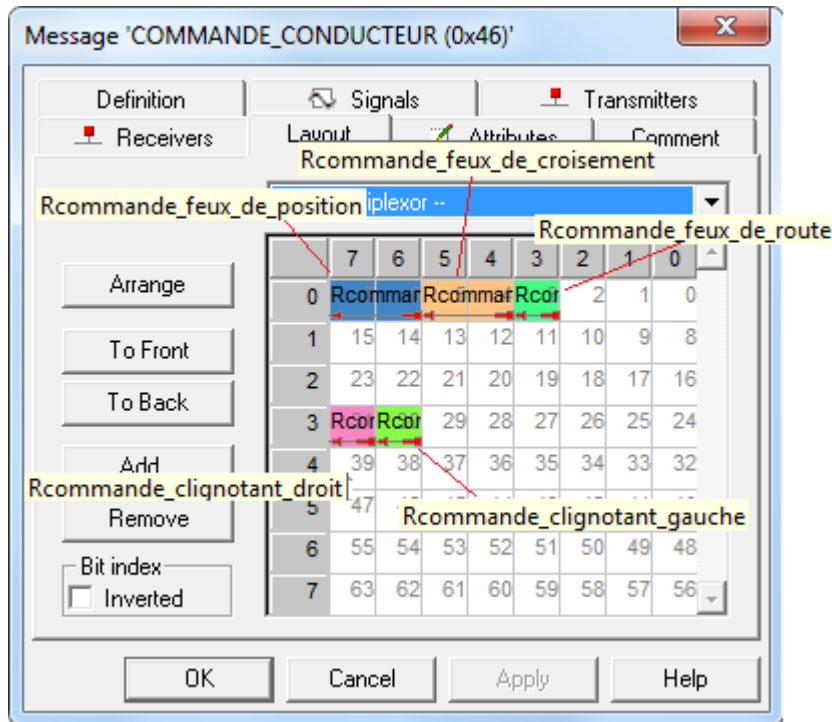 Message 'COMMANDE_CONDUCTEUR (0x46)'
Definition Signals Transmitters
Receivers Layout Attributes Comment
Rcommande_feux_de_croisement
Rcommande_feux_de_position iplexor --
Rcommande_feux_de_route
7 6 5 4 3 2 1 0
Arrange
0 Rcommar Rcommar Rcor 2 1 0
1 15 14 13 12 11 10 9 8
To Front
2 23 22 21 20 19 18 17 16
To Back
3 Rcor Rcor 29 28 27 26 25 24
Add
4 39 38 37 36 35 34 33 32
Rcommande_clignotant_droit
5 47
Rcommande_clignotant_gauche
Remove
6 55 54 53 52 51 50 49 48
Bit index
Inverted
7 63 62 61 60 59 58 57 56
OK Cancel Apply Help